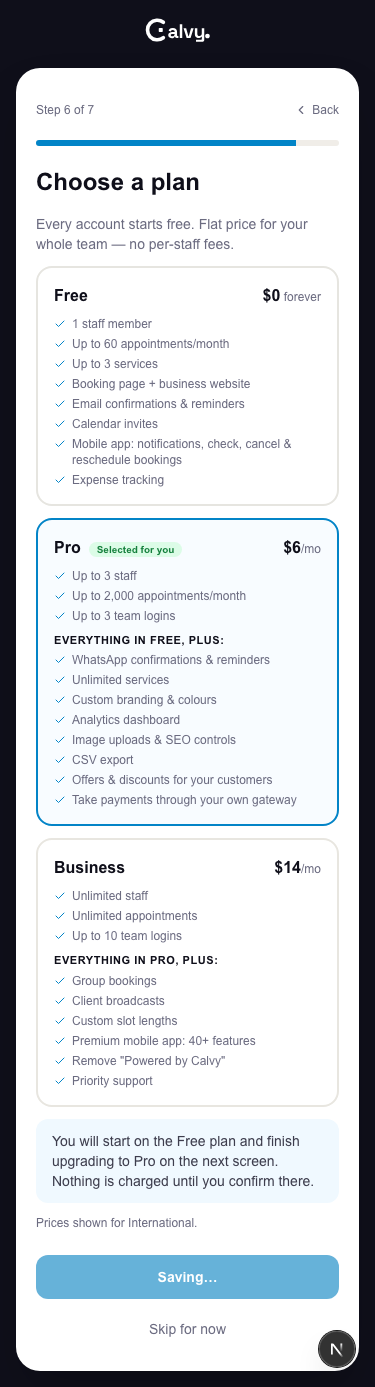 Calvy.
Step 6 of 7
Back
Choose a plan
Every account starts free. Flat price for your
whole team — no per-staff fees.
Free
$0 forever
1 staff member
Up to 60 appointments/month
Up to 3 services
Booking page + business website
Email confirmations & reminders
Calendar invites
Mobile app: notifications, check, cancel &
reschedule bookings
Expense tracking
Pro Selected for you
$6/mo
Up to 3 staff
Up to 2,000 appointments/month
Up to 3 team logins
EVERYTHING IN FREE, PLUS:
WhatsApp confirmations & reminders
Unlimited services
Custom branding & colours
Analytics dashboard
Image uploads & SEO controls
CSV export
Offers & discounts for your customers
Take payments through your own gateway
Business
$14/mo
Unlimited staff
Unlimited appointments
Up to 10 team logins
EVERYTHING IN PRO, PLUS:
Group bookings
Client broadcasts
Custom slot lengths
Premium mobile app: 40+ features
Remove "Powered by Calvy"
Priority support
You will start on the Free plan and finish
upgrading to Pro on the next screen.
Nothing is charged until you confirm there.
Prices shown for International.
Saving...
Skip for now
N